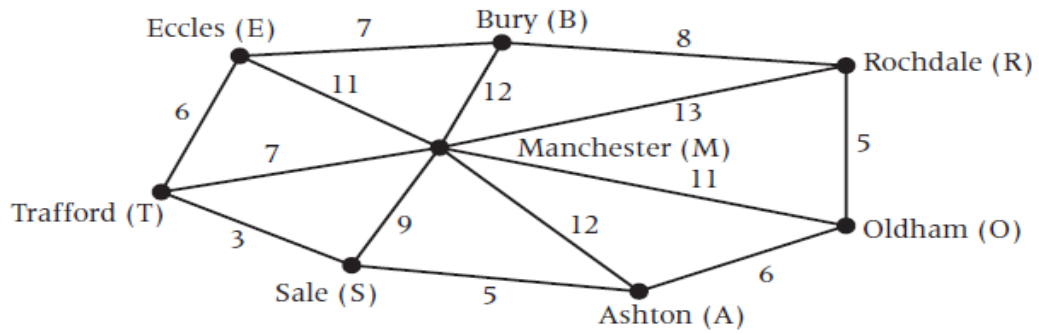 Bury (B)
Eccles (E)
7
8
Rochdale (R)
11
12
13
6
7
Manchester (M)
5
11
Trafford (T)
3
9
12
Oldham (O)
6
Sale (S)
5
Ashton (A)